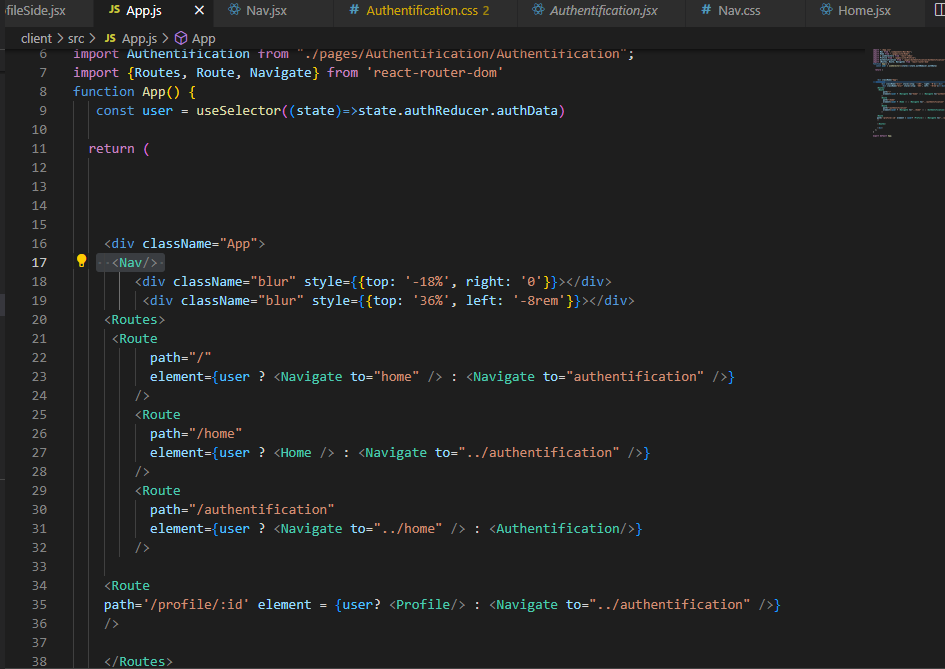 fileSide.jsx JS App.js × Nav.jsx # Authentification.css 2 Authentification.jsx # Nav.css Home.jsx
client > src > JS App.js > App
6 import Authentification from "./pages/Authentification/Authentification";
7 import {Routes, Route, Navigate} from 'react-router-dom'
8 function App() {
9 const user = useSelector((state)=>state.authReducer.authData)
10
11 return (
12
13
14
15
16 <div className="App">
17 <Nav/>
18 <div className="blur" style={{top: '-18%', right: '0'}}></div>
19 <div className="blur" style={{top: '36%', left: '-8rem'}}></div>
20 <Routes>
21 <Route
22 path="/"
23 element={user ? <Navigate to="home" /> : <Navigate to="authentification" />}
24 />
25 <Route
26 path="/home"
27 element={user ? <Home /> : <Navigate to="../authentification" />}
28 />
29 <Route
30 path="/authentification"
31 element={user ? <Navigate to="../home" /> : <Authentification/>}
32 />
33
34 <Route
35 path='/profile/:id' element = {user? <Profile/> : <Navigate to="../authentification" />}
36 />
37
38 </Routes>